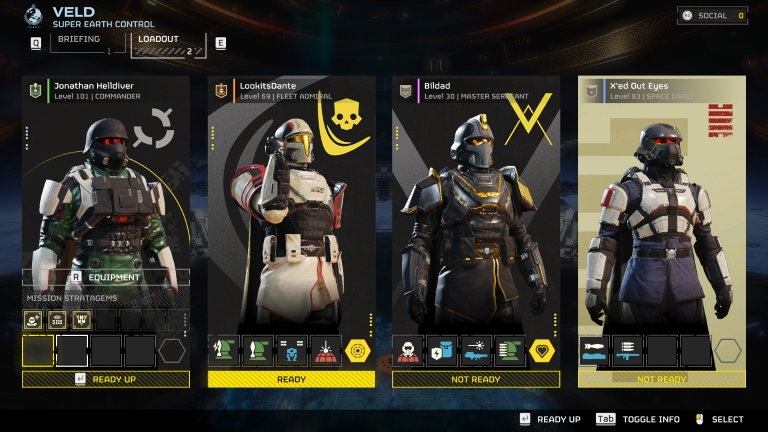 VELD
SUPER EARTH CONTROL
SOCIAL 0
Q BRIEFING 1 LOADOUT 2 E
Jonathan Helldiver
Level 101 | COMMANDER
LookitsDante
Level 69 | FLEET ADMIRAL
Bildad
Level 30 | MASTER SERGEANT
X'ed Out Eyes
Level 63 | SPACE CADET
R EQUIPMENT
MISSION STRATAGEMS
SOS
READY UP
READY
NOT READY
NOT READY
READY UP Tab TOGGLE INFO SELECT